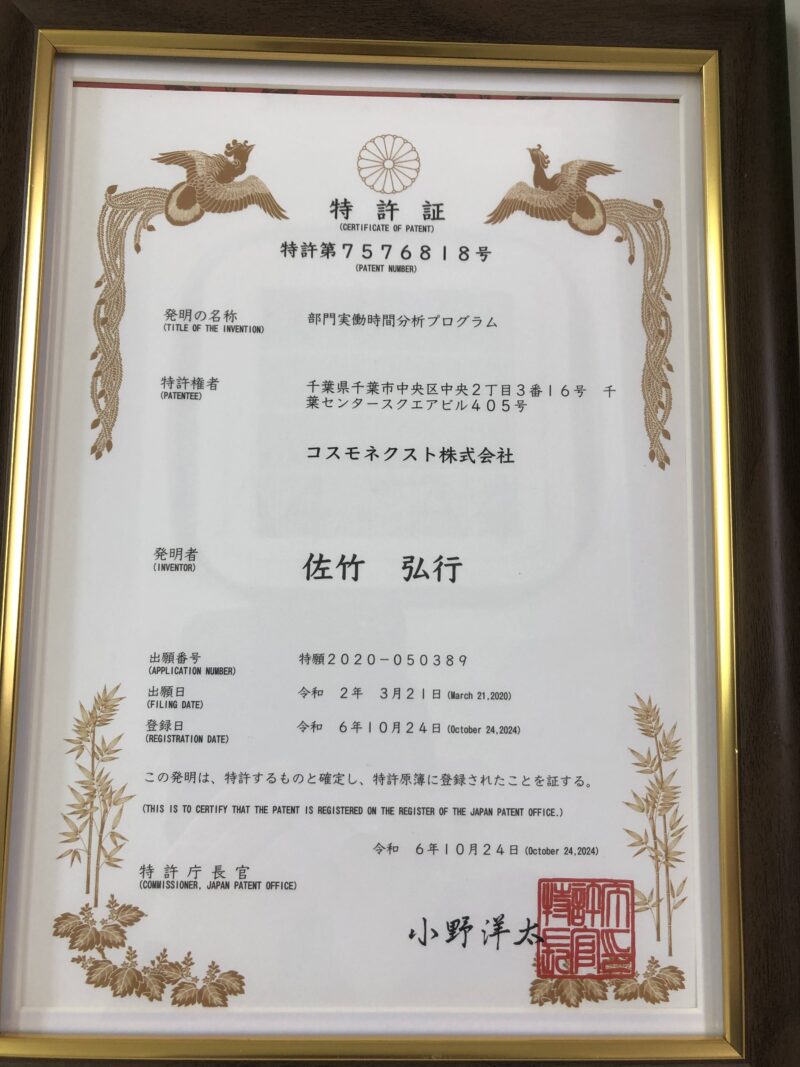 特許証
(CERTIFICATE OF PATENT)
特許第7576818号
(PATENT NUMBER)
発明の名称
(TITLE OF THE INVENTION)
部門実働時間分析プログラム
特許権者
(PATENTEE)
千葉県千葉市中央区中央2丁目3番16号 千
葉センタースクエアビル405号
コスモネクスト株式会社
発明者
(INVENTOR)
佐竹 弘行
出願番号
(APPLICATION NUMBER)
特願2020-050389
出願日
(FILING DATE)
令和 2年 3月21日(March 21,2020)
登録日
(REGISTRATION DATE)
令和 6年10月24日(October 24,2024)
この発明は、特許するものと確定し、特許原簿に登録されたことを証する。
(THIS IS TO CERTIFY THAT THE PATENT IS REGISTERED ON THE REGISTER OF THE JAPAN PATENT OFFICE.)
令和 6年10月24日(October 24,2024)
特許庁長官
(COMMISSIONER, JAPAN PATENT OFFICE)
小野洋太